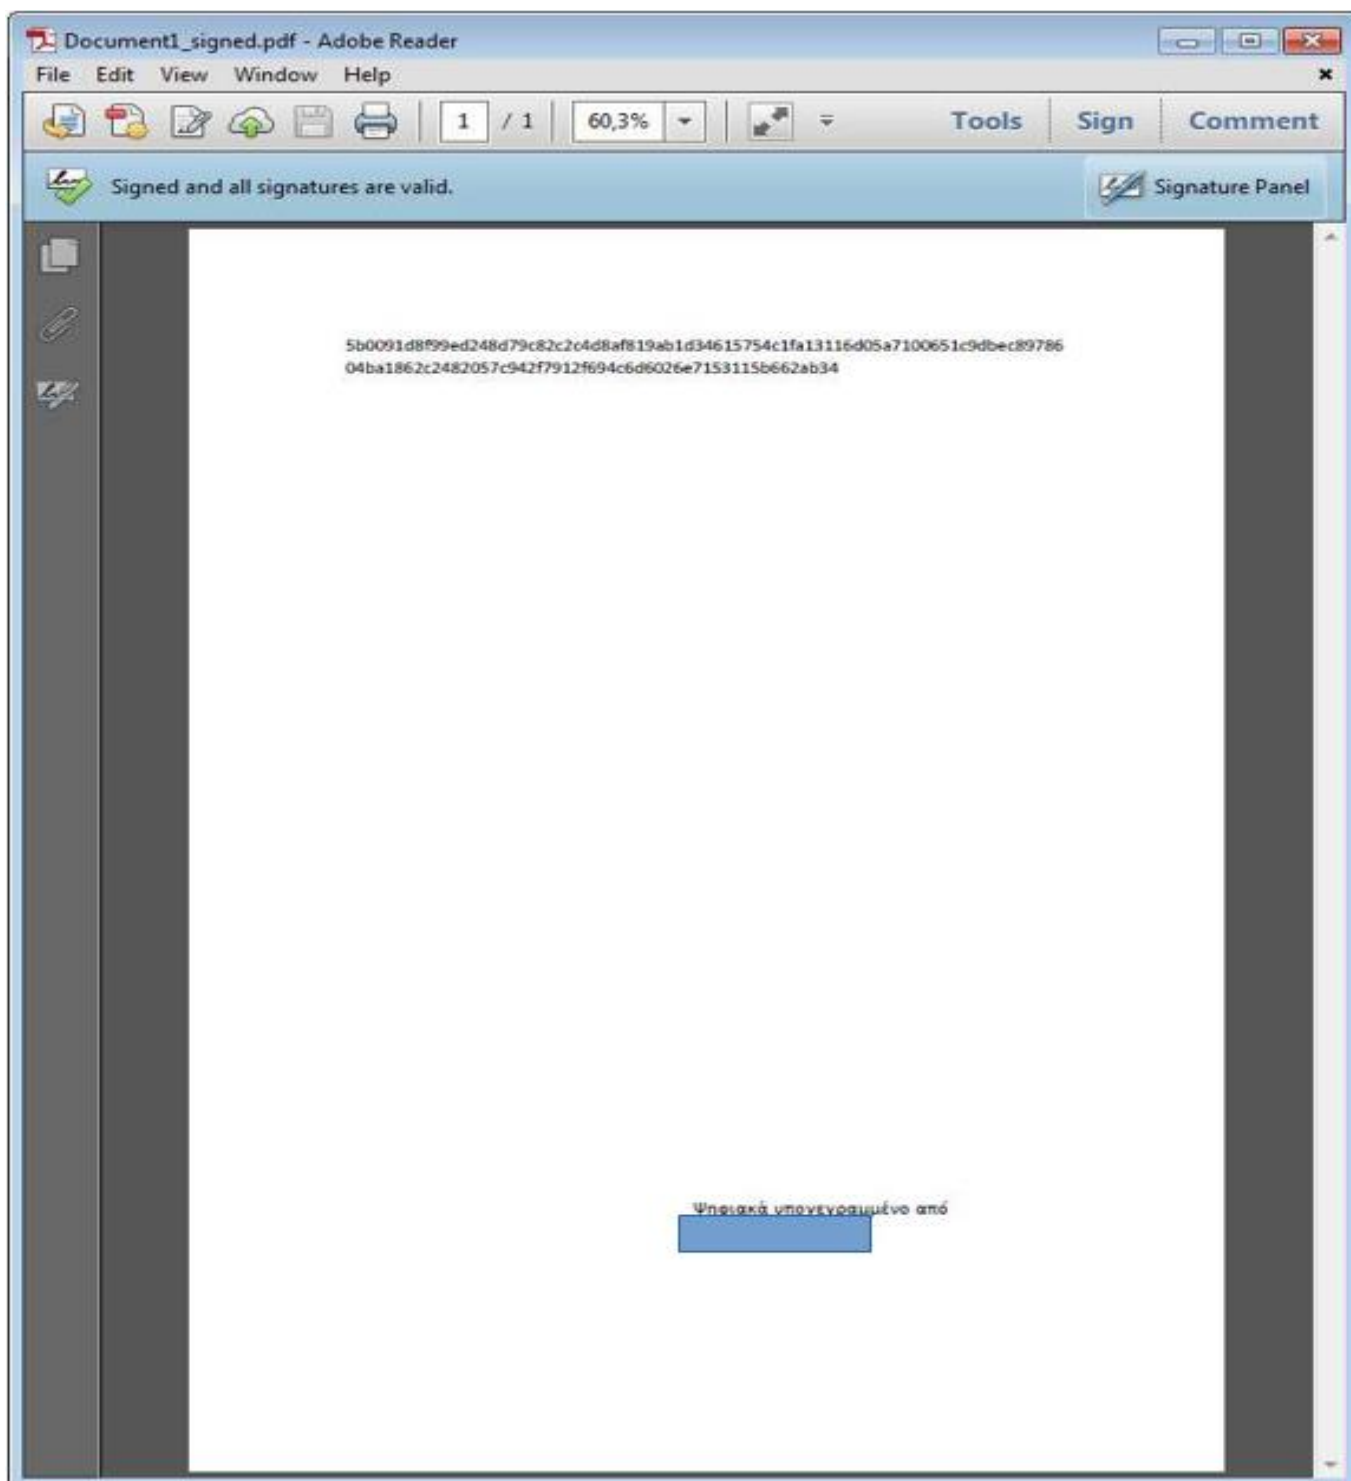 Document1_signed.pdf - Adobe Reader
File Edit View Window Help
1 / 1 60,3% Tools Sign Comment
Signed and all signatures are valid. Signature Panel
5b0091d8f99ed248d79c82c2c4d8af819ab1d34615754c1fa13116d05a7100651c9dbec89786
04ba1862c2482057c942f7912f694c6d6026e7153115b662ab34
Ψηφιακά υπογεγραμμένο από